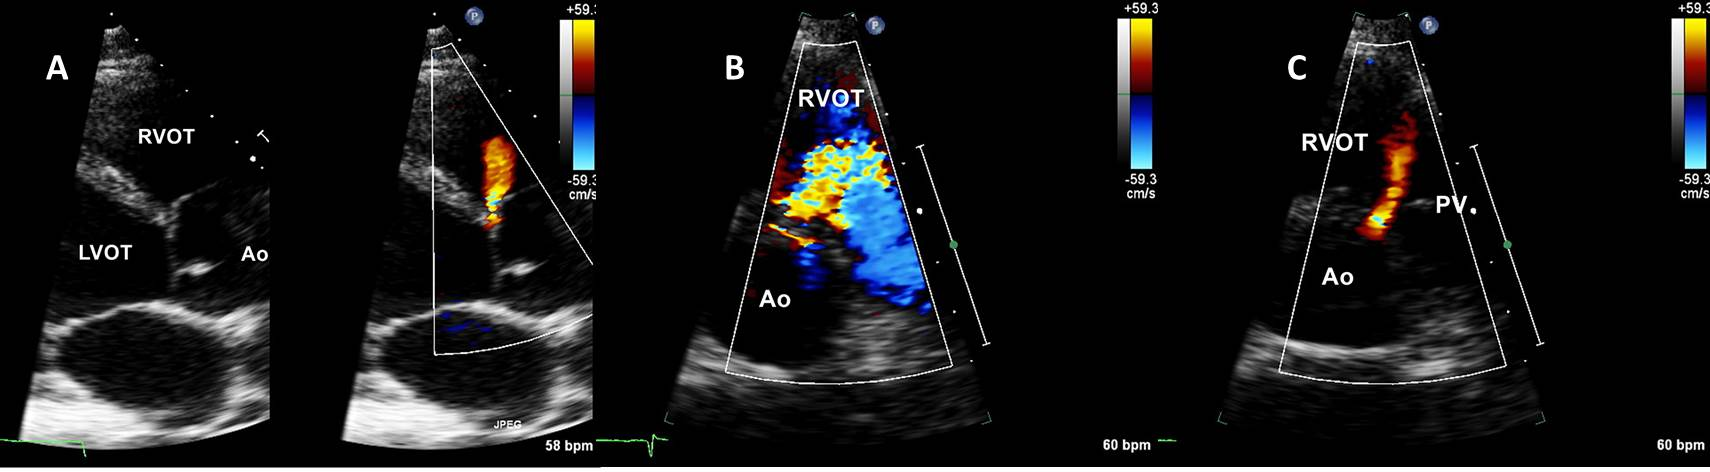 A
RVOT
LVOT
Ao
P
+59.3
-59.3
cm/s
JPEG
58 bpm
B
P
RVOT
Ao
+59.3
-59.3
cm/s
60 bpm
C
P
RVOT
PV
Ao
+59.3
-59.3
cm/s
60 bpm